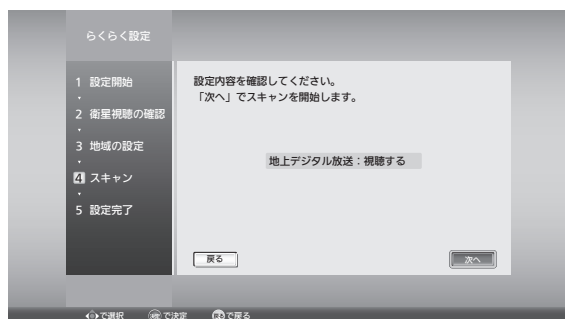 らくらく設定
1 設定開始
2 衛星視聴の確認
3 地域の設定
4 スキャン
5 設定完了
設定内容を確認してください。
「次へ」でスキャンを開始します。
地上デジタル放送：視聴する
戻る
次へ
で選択 決定で決定 戻るで戻る